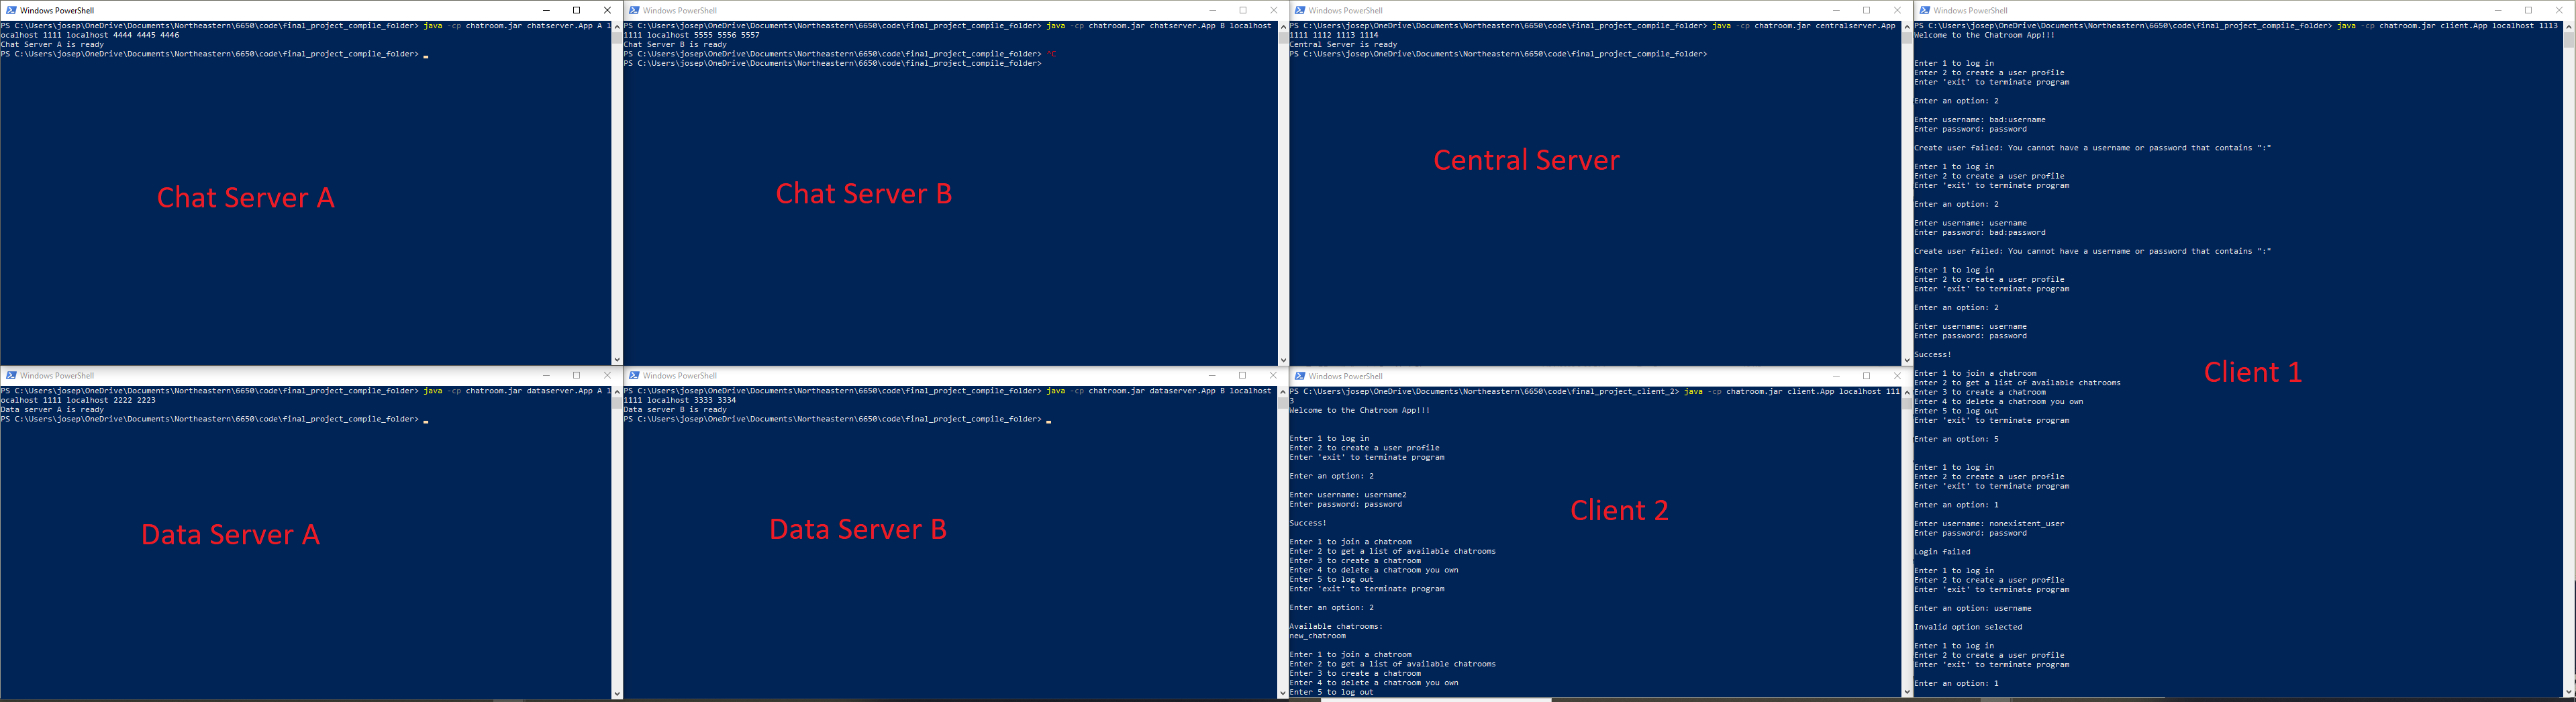 Windows PowerShell
PS C:\Users\josep\OneDrive\Documents\Northeastern\6650\code\final_project_compile_folder> java -cp chatroom.jar chatserver.App A l
ocalhost 1111 localhost 4444 4445 4446
Chat Server A is ready
PS C:\Users\josep\OneDrive\Documents\Northeastern\6650\code\final_project_compile_folder>
Chat Server A
Windows PowerShell
PS C:\Users\josep\OneDrive\Documents\Northeastern\6650\code\final_project_compile_folder> java -cp chatroom.jar chatserver.App B localhost
1111 localhost 5555 5556 5557
Chat Server B is ready
PS C:\Users\josep\OneDrive\Documents\Northeastern\6650\code\final_project_compile_folder> ^C
PS C:\Users\josep\OneDrive\Documents\Northeastern\6650\code\final_project_compile_folder>
Chat Server B
Windows PowerShell
PS C:\Users\josep\OneDrive\Documents\Northeastern\6650\code\final_project_compile_folder> java -cp chatroom.jar centralserver.App
1111 1112 1113 1114
Central Server is ready
PS C:\Users\josep\OneDrive\Documents\Northeastern\6650\code\final_project_compile_folder>
Central Server
Windows PowerShell
PS C:\Users\josep\OneDrive\Documents\Northeastern\6650\code\final_project_compile_folder> java -cp chatroom.jar client.App localhost 1113
Welcome to the Chatroom App!!!
Enter 1 to log in
Enter 2 to create a user profile
Enter 'exit' to terminate program
Enter an option: 2
Enter username: bad:username
Enter password: password
Create user failed: You cannot have a username or password that contains ":"
Enter 1 to log in
Enter 2 to create a user profile
Enter 'exit' to terminate program
Enter an option: 2
Enter username: username
Enter password: bad:password
Create user failed: You cannot have a username or password that contains ":"
Enter 1 to log in
Enter 2 to create a user profile
Enter 'exit' to terminate program
Enter an option: 2
Enter username: username
Enter password: password
Success!
Enter 1 to join a chatroom
Enter 2 to get a list of available chatrooms
Enter 3 to create a chatroom
Enter 4 to delete a chatroom you own
Enter 5 to log out
Enter 'exit' to terminate program
Enter an option: 5
Enter 1 to log in
Enter 2 to create a user profile
Enter 'exit' to terminate program
Enter an option: 1
Enter username: nonexistent_user
Enter password: password
Login failed
Enter 1 to log in
Enter 2 to create a user profile
Enter 'exit' to terminate program
Enter an option: username
Invalid option selected
Enter 1 to log in
Enter 2 to create a user profile
Enter 'exit' to terminate program
Enter an option: 1
Client 1
Windows PowerShell
PS C:\Users\josep\OneDrive\Documents\Northeastern\6650\code\final_project_compile_folder> java -cp chatroom.jar dataserver.App A l
ocalhost 1111 localhost 2222 2223
Data server A is ready
PS C:\Users\josep\OneDrive\Documents\Northeastern\6650\code\final_project_compile_folder>
Data Server A
Windows PowerShell
PS C:\Users\josep\OneDrive\Documents\Northeastern\6650\code\final_project_compile_folder> java -cp chatroom.jar dataserver.App B localhost
1111 localhost 3333 3334
Data server B is ready
PS C:\Users\josep\OneDrive\Documents\Northeastern\6650\code\final_project_compile_folder>
Data Server B
Windows PowerShell
PS C:\Users\josep\OneDrive\Documents\Northeastern\6650\code\final_project_client_2> java -cp chatroom.jar client.App localhost 111
3
Welcome to the Chatroom App!!!
Enter 1 to log in
Enter 2 to create a user profile
Enter 'exit' to terminate program
Enter an option: 2
Enter username: username2
Enter password: password
Success!
Enter 1 to join a chatroom
Enter 2 to get a list of available chatrooms
Enter 3 to create a chatroom
Enter 4 to delete a chatroom you own
Enter 5 to log out
Enter 'exit' to terminate program
Enter an option: 2
Available chatrooms:
new_chatroom
Enter 1 to join a chatroom
Enter 2 to get a list of available chatrooms
Enter 3 to create a chatroom
Enter 4 to delete a chatroom you own
Enter 5 to log out
Client 2